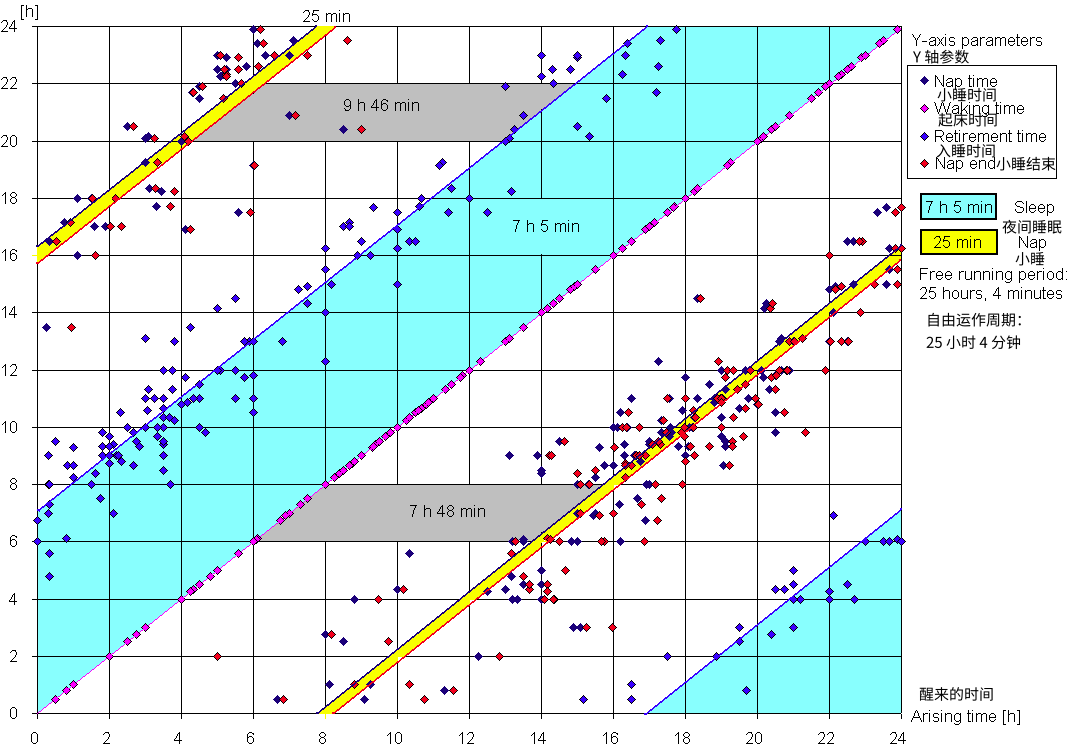 [h]
25 min
24
22
20
18
16
14
12
10
8
6
4
2
0
9 h 46 min
7 h 5 min
7 h 48 min
0
2
4
6
8
10
12
14
16
18
20
22
24
Y-axis parameters
Y 轴参数
Nap time
小睡时间
Waking time
起床时间
Retirement time
入睡时间
Nap end小睡结束
7 h 5 min Sleep
夜间睡眠
25 min Nap
小睡
Free running period:
25 hours, 4 minutes
自由运作周期：
25 小时 4 分钟
醒来的时间
Arising time [h]